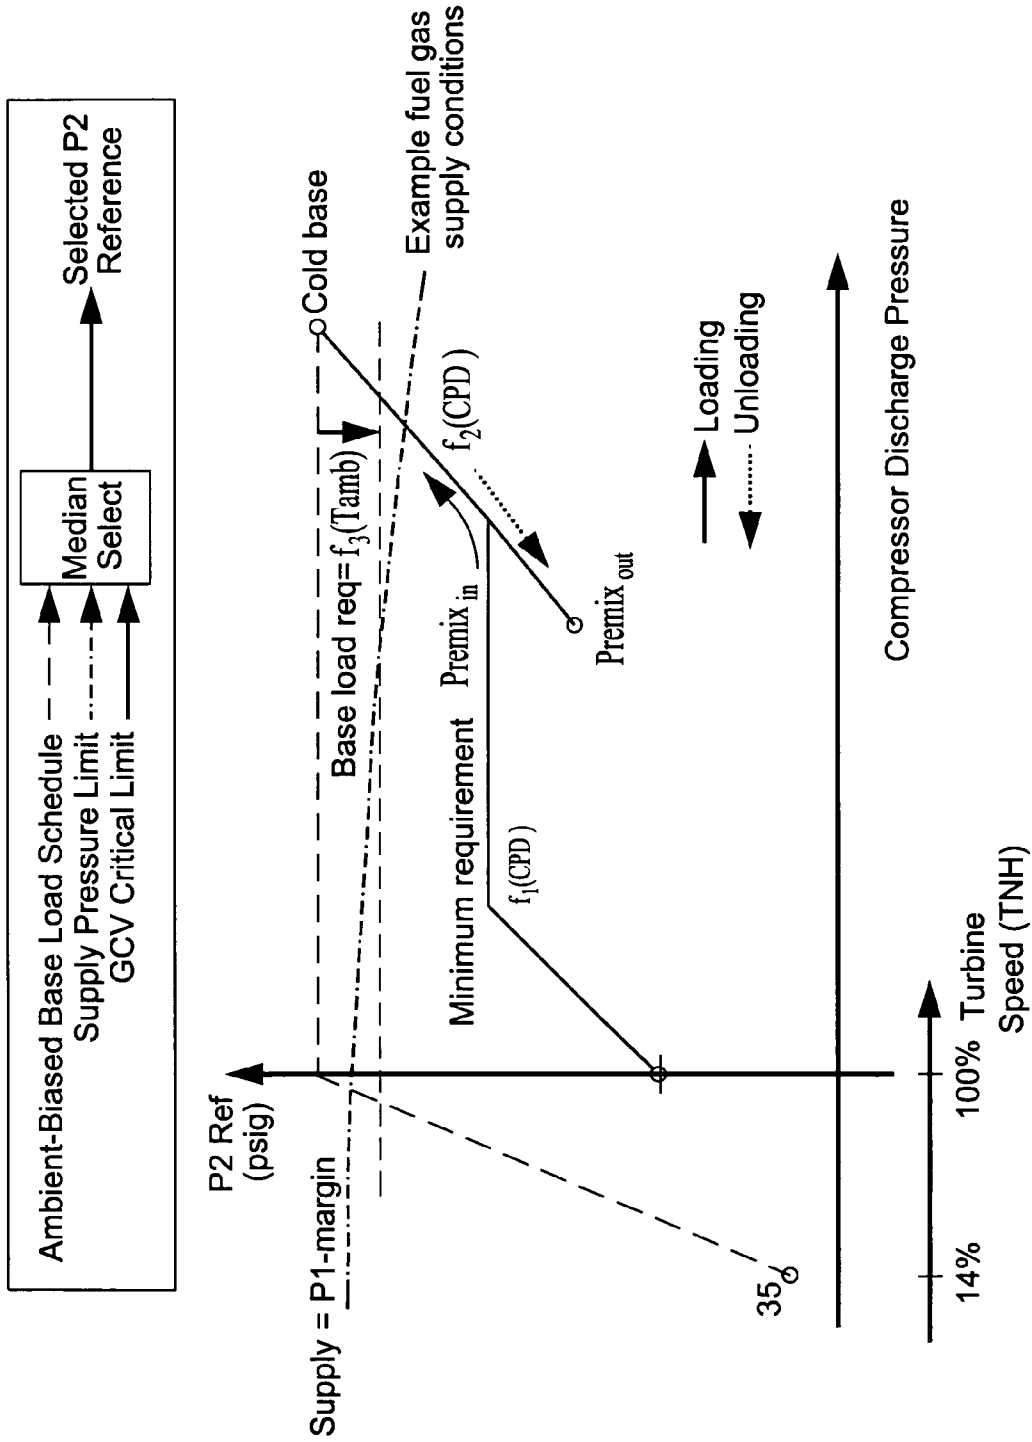 Ambient-Biased Base Load Schedule
Supply Pressure Limit
GCV Critical Limit
Median
Select
Selected P2
Reference
P2 Ref
(psig)
Supply = P1-margin
Cold base
Base load req= f3(Tamb)
Example fuel gas
supply conditions
f2(CPD)
Premix in
Minimum requirement
f1(CPD)
Premix out
Loading
Unloading
35
Compressor Discharge Pressure
14%
100%
Turbine
Speed (TNH)